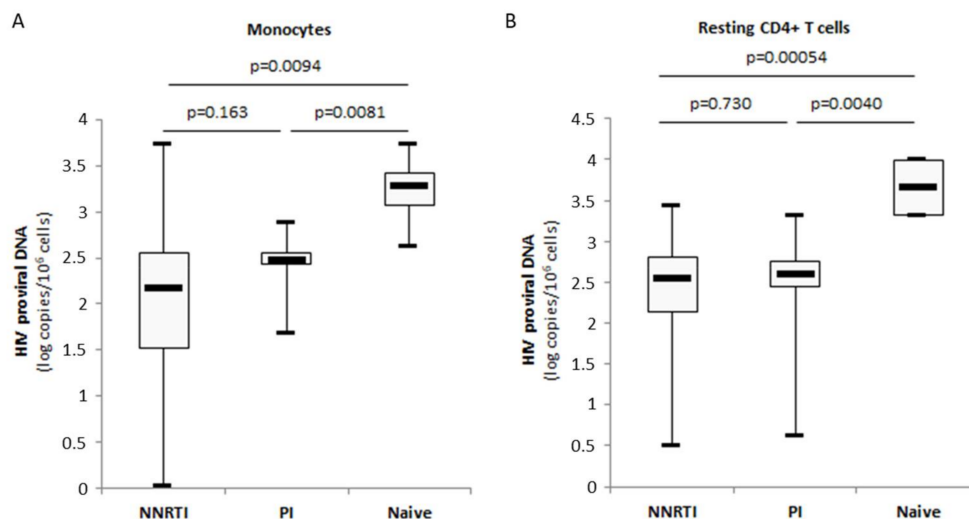 A
Monocytes
p=0.0094
p=0.163
p=0.0081
4
3.5
3
2.5
2
1.5
1
0.5
0
HIV proviral DNA
(log copies/10⁶ cells)
NNRTI
PI
Naive
B
Resting CD4+ T cells
p=0.00054
p=0.730
p=0.0040
4.5
4
3.5
3
2.5
2
1.5
1
0.5
0
HIV proviral DNA
(log copies/10⁶ cells)
NNRTI
PI
Naive